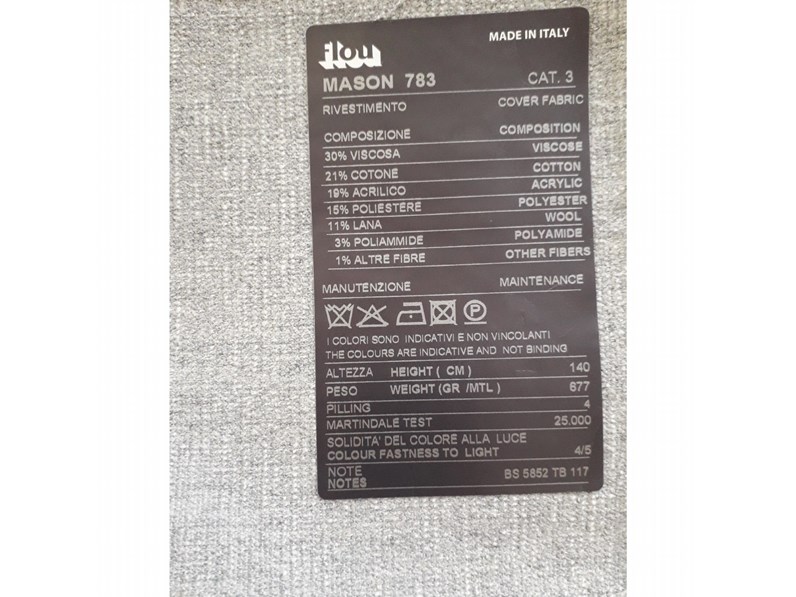 flou MADE IN ITALY
MASON 783 CAT. 3
RIVESTIMENTO COVER FABRIC
COMPOSIZIONE COMPOSITION
30% VISCOSA VISCOSE
21% COTONE COTTON
19% ACRILICO ACRYLIC
15% POLIESTERE POLYESTER
11% LANA WOOL
3% POLIAMMIDE POLYAMIDE
1% ALTRE FIBRE OTHER FIBERS
MANUTENZIONE MAINTENANCE
P
I COLORI SONO INDICATIVI E NON VINCOLANTI
THE COLOURS ARE INDICATIVE AND NOT BINDING
ALTEZZA HEIGHT ( CM ) 140
PESO WEIGHT (GR /MTL ) 677
PILLING 4
MARTINDALE TEST 25.000
SOLIDITA' DEL COLORE ALLA LUCE
COLOUR FASTNESS TO LIGHT 4/5
NOTE
NOTES BS 5852 TB 117